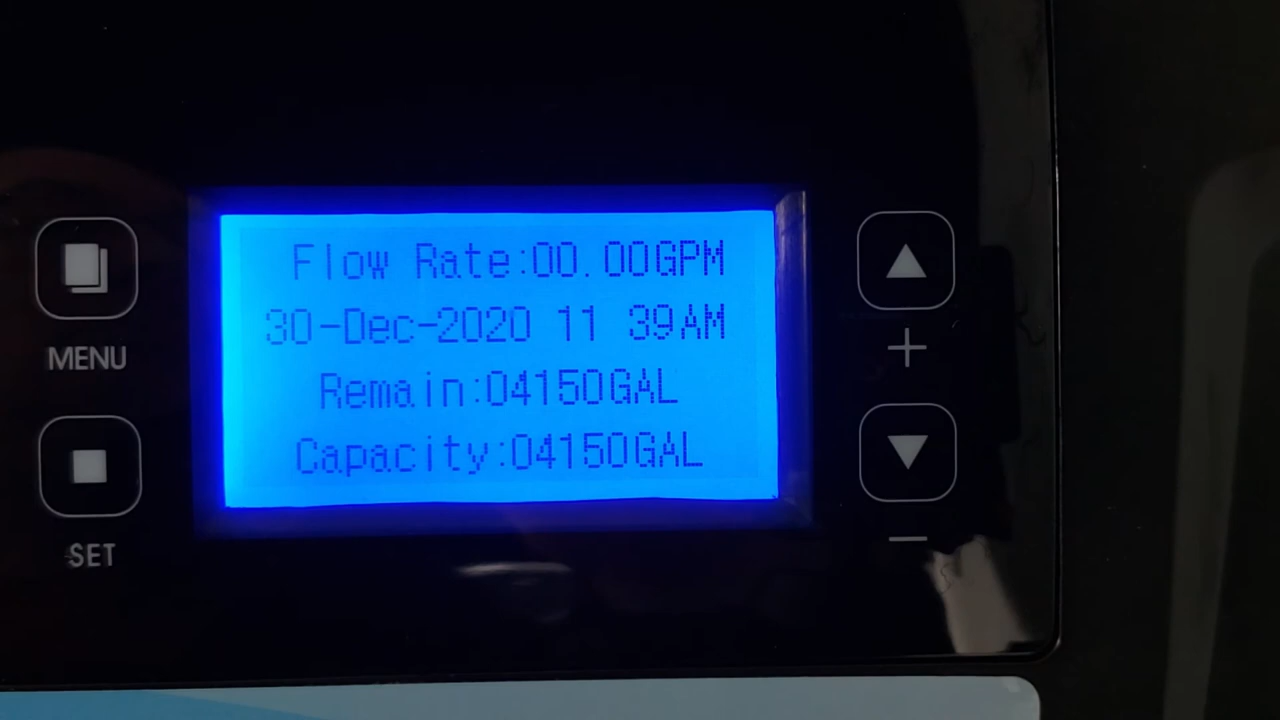 Flow Rate:00.00GPM
30-Dec-2020 11 39AM
Remain:04150GAL
Capacity:04150GAL
MENU
SET
+
−